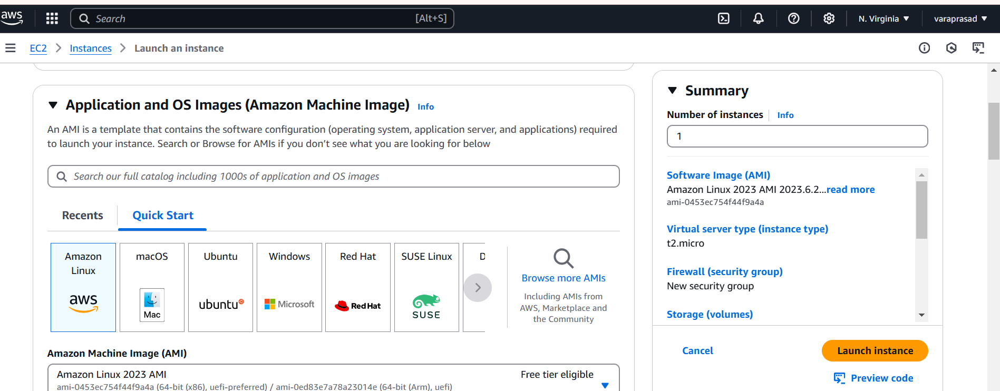 aws
Search
[Alt+S]
N. Virginia
varaprasad
EC2
Instances
Launch an instance
Application and OS Images (Amazon Machine Image) Info
An AMI is a template that contains the software configuration (operating system, application server, and applications) required
to launch your instance. Search or Browse for AMIs if you don’t see what you are looking for below
Search our full catalog including 1000s of application and OS images
Recents
Quick Start
Amazon
Linux
aws
macOS
Mac
Ubuntu
ubuntu
Windows
Microsoft
Red Hat
Red Hat
SUSE Linux
SUSE
D
Browse more AMIs
Including AMIs from
AWS, Marketplace and
the Community
Amazon Machine Image (AMI)
Amazon Linux 2023 AMI
Free tier eligible
ami-0453ec754f44f9a4a (64-bit (x86), uefi-preferred) / ami-0ed83e7a78a23014e (64-bit (Arm), uefi)
Summary
Number of instances Info
1
Software Image (AMI)
Amazon Linux 2023 AMI 2023.6.2...read more
ami-0453ec754f44f9a4a
Virtual server type (instance type)
t2.micro
Firewall (security group)
New security group
Storage (volumes)
Cancel
Launch instance
Preview code